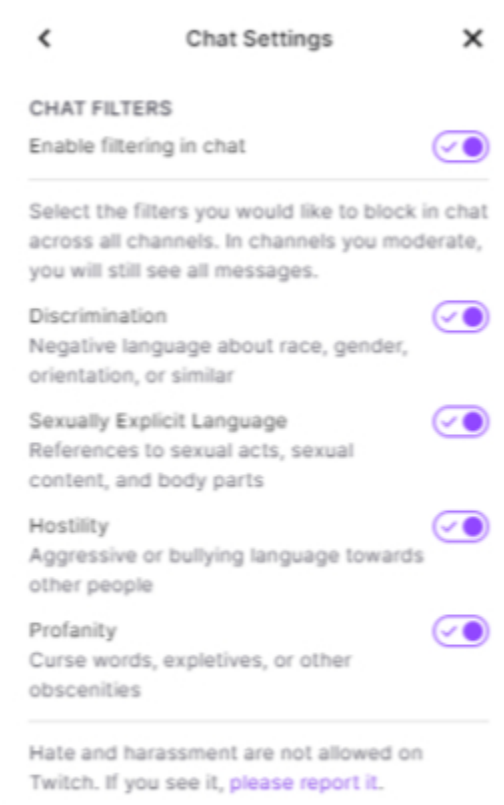 Chat Settings
CHAT FILTERS
Enable filtering in chat
Select the filters you would like to block in chat
across all channels. In channels you moderate,
you will still see all messages.
Discrimination
Negative language about race, gender,
orientation, or similar
Sexually Explicit Language
References to sexual acts, sexual
content, and body parts
Hostility
Aggressive or bullying language towards
other people
Profanity
Curse words, expletives, or other
obscenities
Hate and harassment are not allowed on
Twitch. If you see it, please report it.